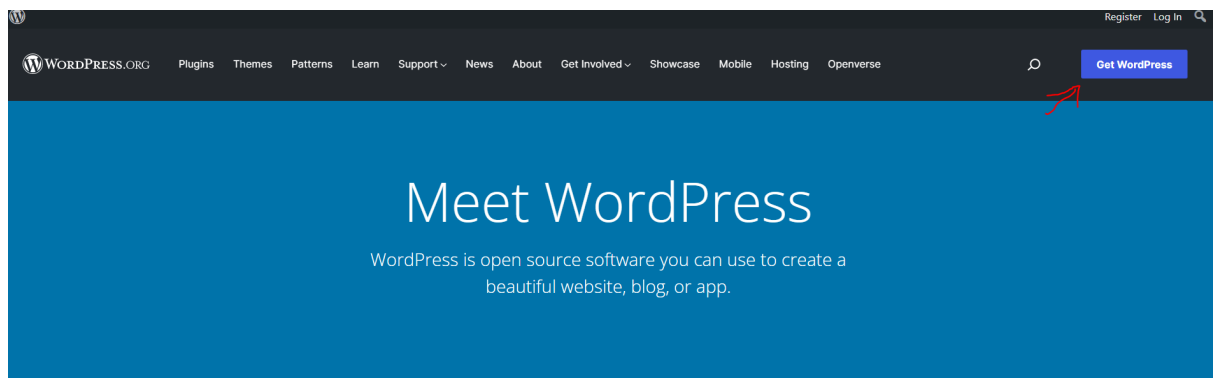 Register Log In
WORDPRESS.ORG Plugins Themes Patterns Learn Support News About Get Involved Showcase Mobile Hosting Openverse Get WordPress
Meet WordPress
WordPress is open source software you can use to create a
beautiful website, blog, or app.